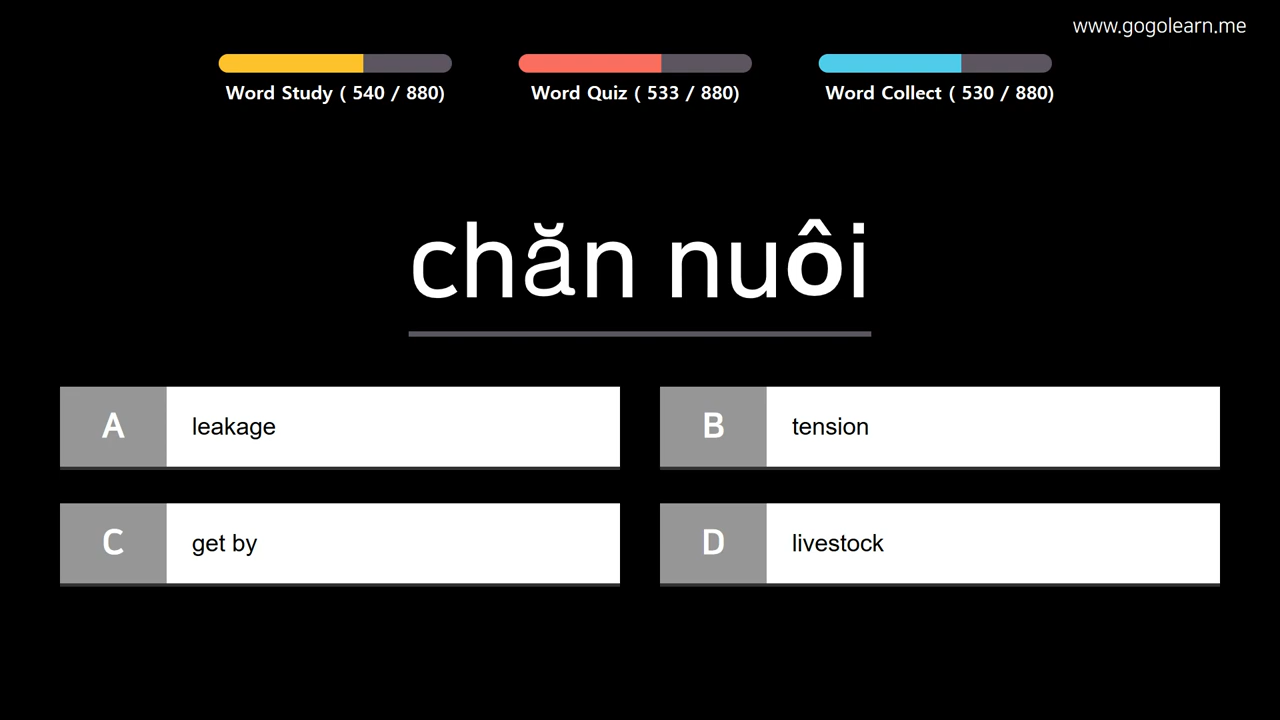 www.gogolearn.me
Word Study ( 540 / 880)
Word Quiz ( 533 / 880)
Word Collect ( 530 / 880)
chăn nuôi
A leakage
B tension
C get by
D livestock